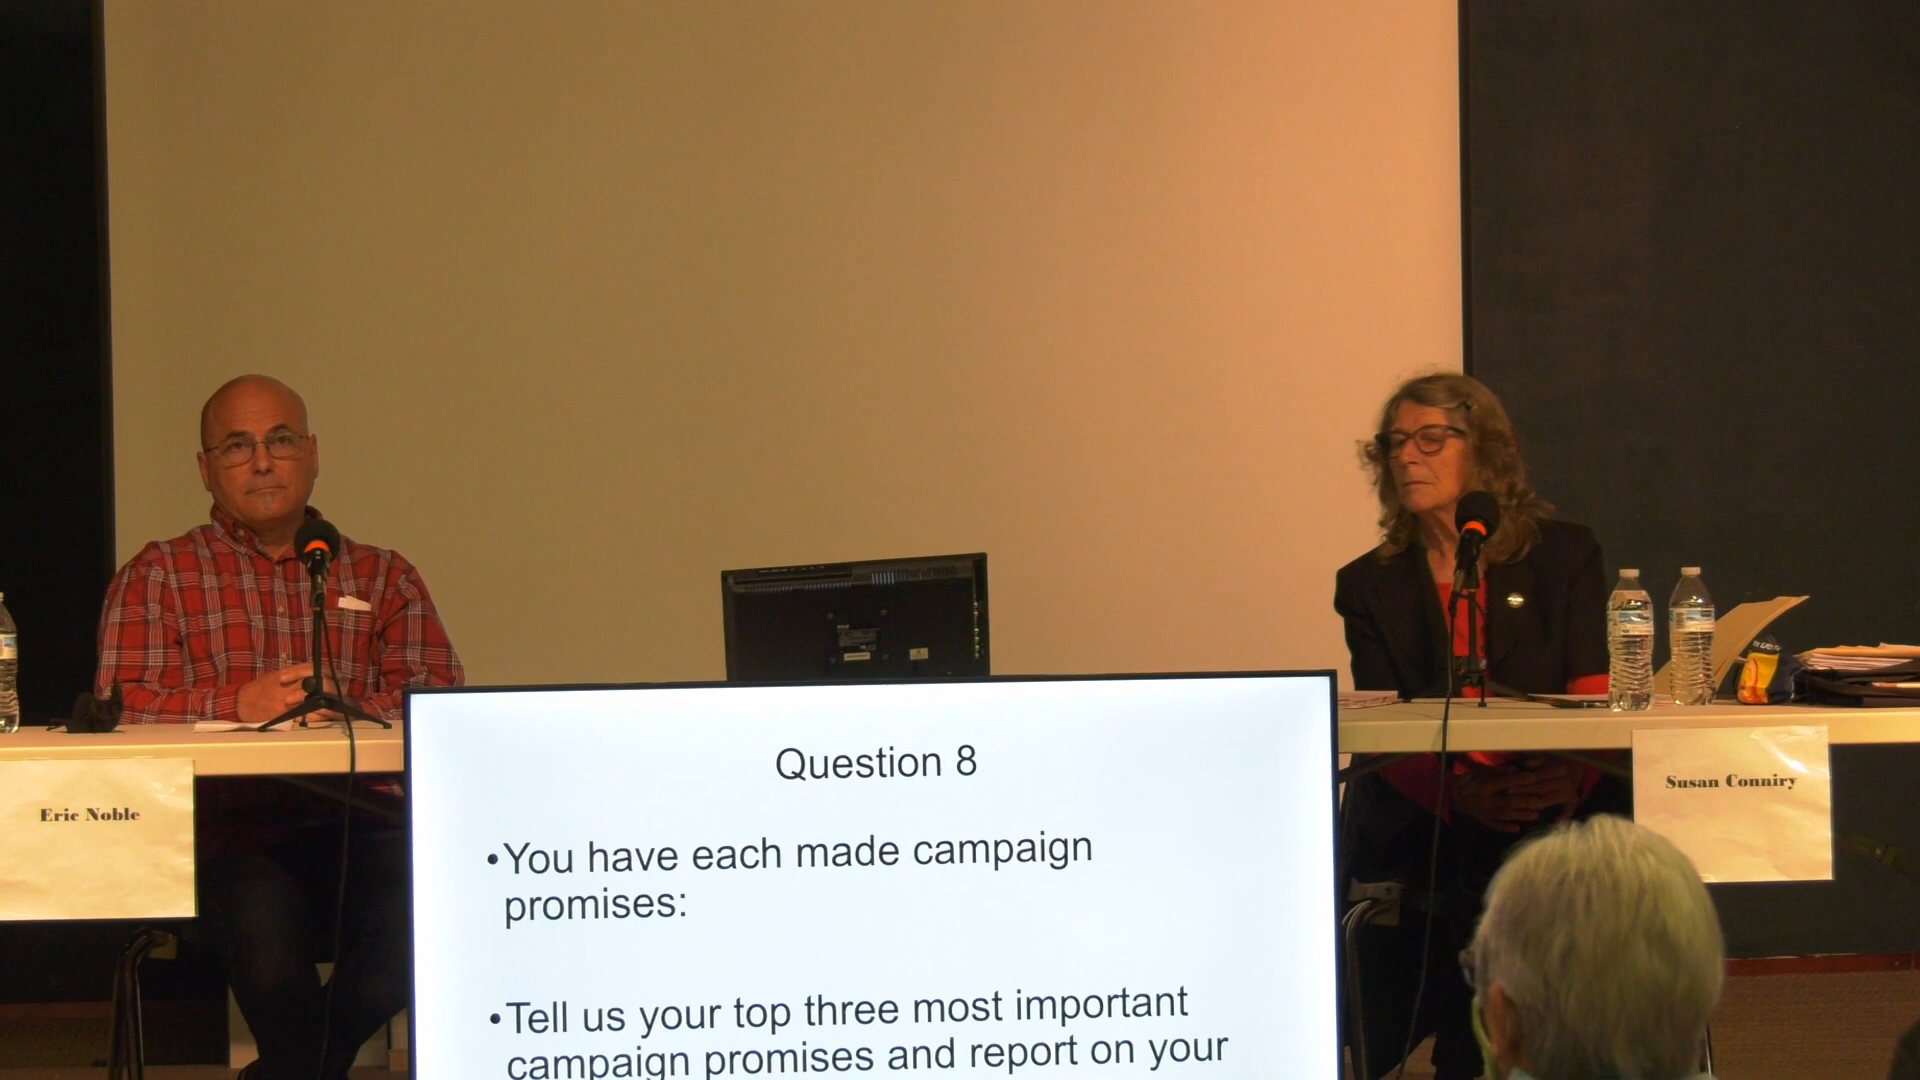 Question 8
•You have each made campaign
promises:
•Tell us your top three most important
campaign promises and report on your
Eric Noble
Susan Conniry